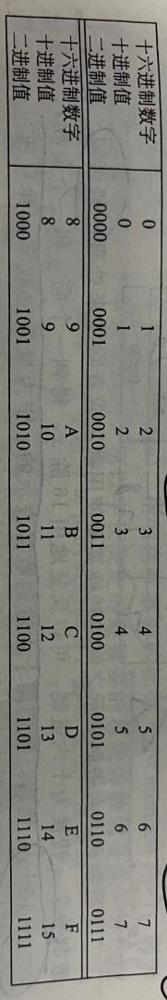 十六进制数字 0 1 2 3 4 5 6 7
十进制值 0 1 2 3 4 5 6 7
二进制值 0000 0001 0010 0011 0100 0101 0110 0111
十六进制数字 8 9 A B C D E F
十进制值 8 9 10 11 12 13 14 15
二进制值 1000 1001 1010 1011 1100 1101 1110 1111